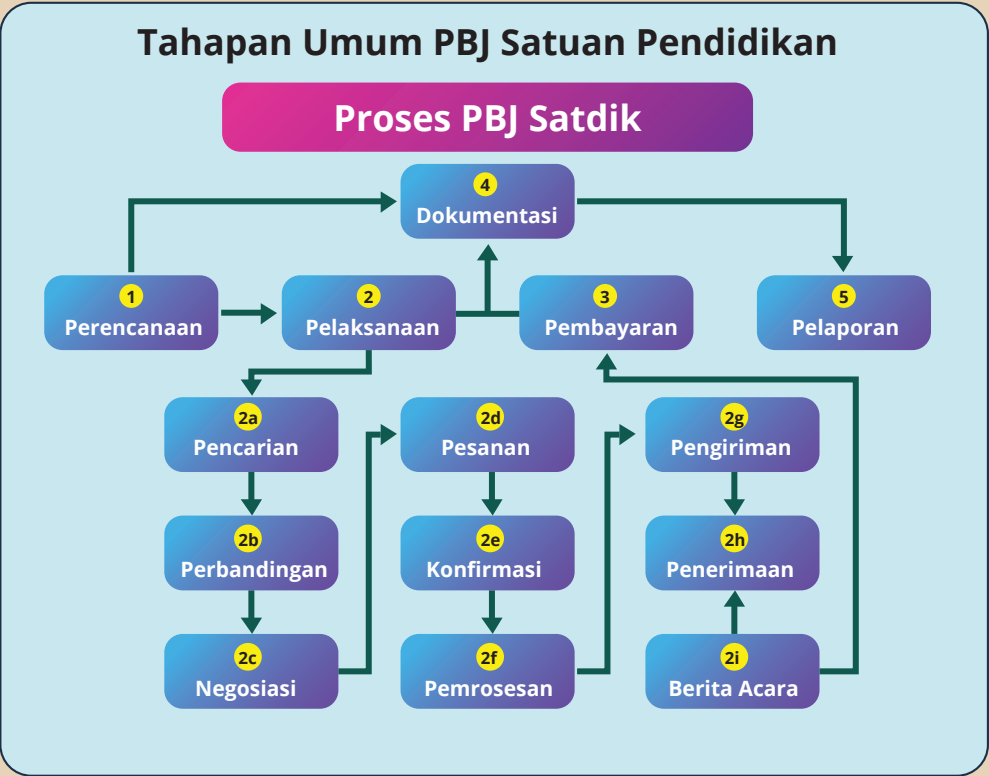 Tahapan Umum PBJ Satuan Pendidikan
Proses PBJ Satdik
4
Dokumentasi
1
Perencanaan
2
Pelaksanaan
3
Pembayaran
5
Pelaporan
2a
Pencarian
2d
Pesanan
2g
Pengiriman
2b
Perbandingan
2e
Konfirmasi
2h
Penerimaan
2c
Negosiasi
2f
Pemrosesan
2i
Berita Acara